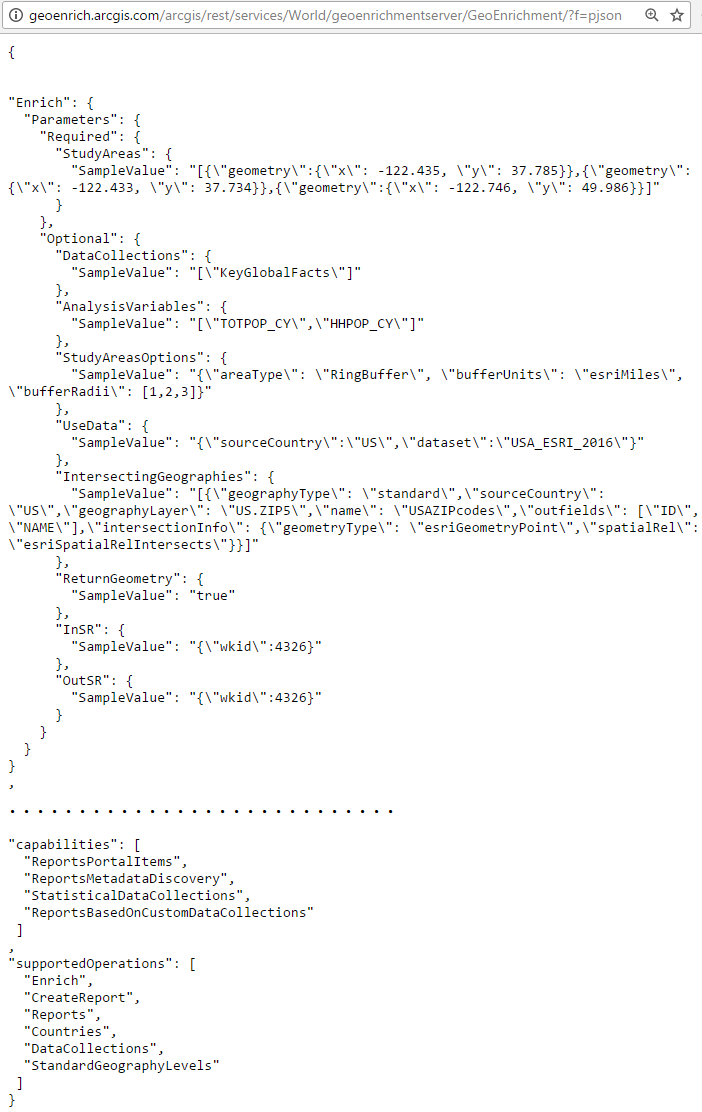 geoenrich.arcgis.com/arcgis/rest/services/World/geoenrichmentserver/GeoEnrichment/?f=pjson
{
"Enrich": {
"Parameters": {
"Required": {
"StudyAreas": {
"SampleValue": "[{\"geometry\":{\"x\": -122.435, \"y\": 37.785}},{\"geometry\":
{\"x\": -122.433, \"y\": 37.734}},{\"geometry\":{\"x\": -122.746, \"y\": 49.986}}]"
}
},
"Optional": {
"DataCollections": {
"SampleValue": "[\"KeyGlobalFacts\"]"
},
"AnalysisVariables": {
"SampleValue": "[\"TOTPOP_CY\",\"HHPOP_CY\"]"
},
"StudyAreasOptions": {
"SampleValue": "{\"areaType\": \"RingBuffer\", \"bufferUnits\": \"esriMiles\",
\"bufferRadii\": [1,2,3]}"
},
"UseData": {
"SampleValue": "{\"sourceCountry\":\"US\",\"dataset\":\"USA_ESRI_2016\"}"
},
"IntersectingGeographies": {
"SampleValue": "[{\"geographyType\": \"standard\",\"sourceCountry\":
\"US\",\"geographyLayer\": \"US.ZIP5\",\"name\": \"USAZIPcodes\",\"outfields\": [\"ID\",
\"NAME\"],\"intersectionInfo\": {\"geometryType\": \"esriGeometryPoint\",\"spatialRel\":
\"esriSpatialRelIntersects\"}}]"
},
"ReturnGeometry": {
"SampleValue": "true"
},
"InSR": {
"SampleValue": "{\"wkid\":4326}"
},
"OutSR": {
"SampleValue": "{\"wkid\":4326}"
}
}
}
}
,
. . . . . . . . . . . . . . . . . . . . . . . . . . . .
"capabilities": [
"ReportsPortalItems",
"ReportsMetadataDiscovery",
"StatisticalDataCollections",
"ReportsBasedOnCustomDataCollections"
]
,
"supportedOperations": [
"Enrich",
"CreateReport",
"Reports",
"Countries",
"DataCollections",
"StandardGeographyLevels"
]
}